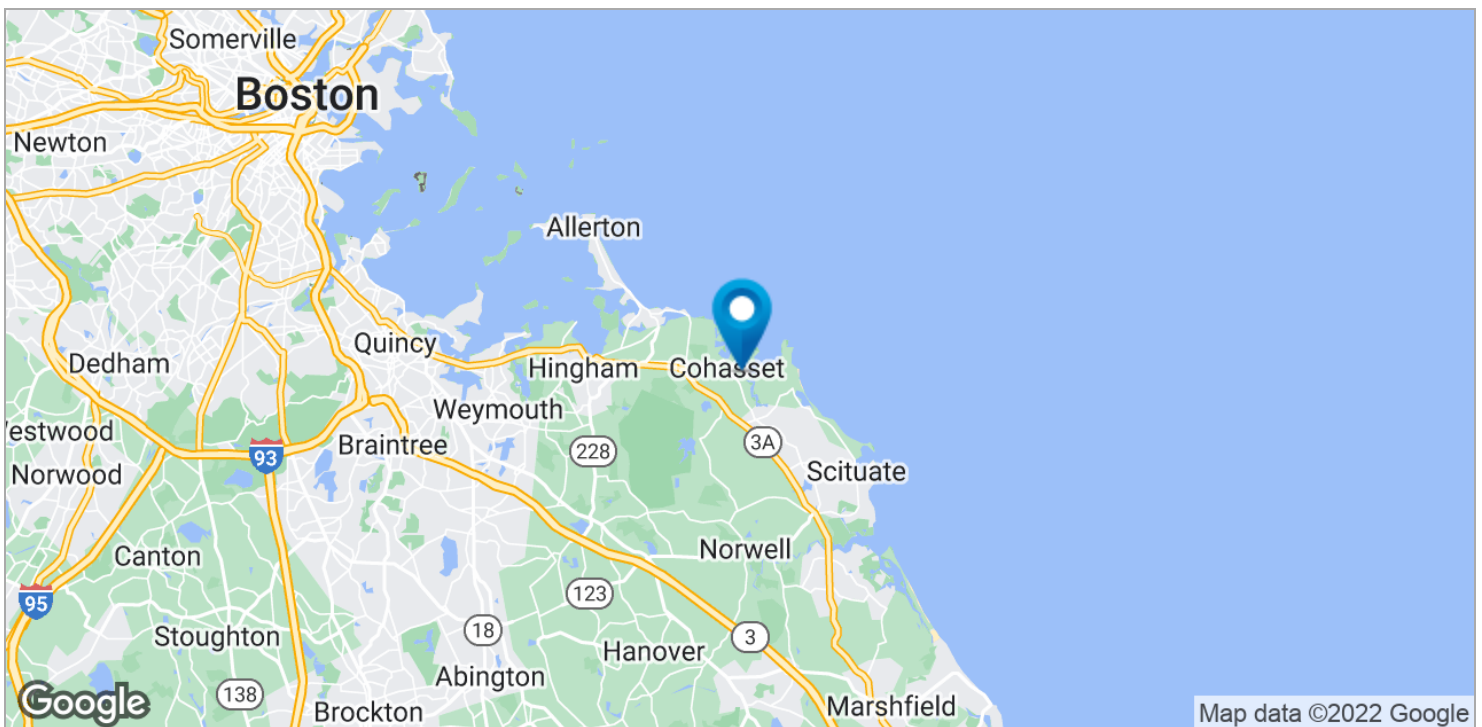 Somerville
Boston
Newton
Allerton
Quincy
Dedham
Hingham
Cohasset
Weymouth
estwood
Braintree
3A
228
93
Norwood
Scituate
Canton
Norwell
95
123
18
3
Stoughton
Hanover
Abington
138
Google
Brockton
Marshfield
Map data ©2022 Google